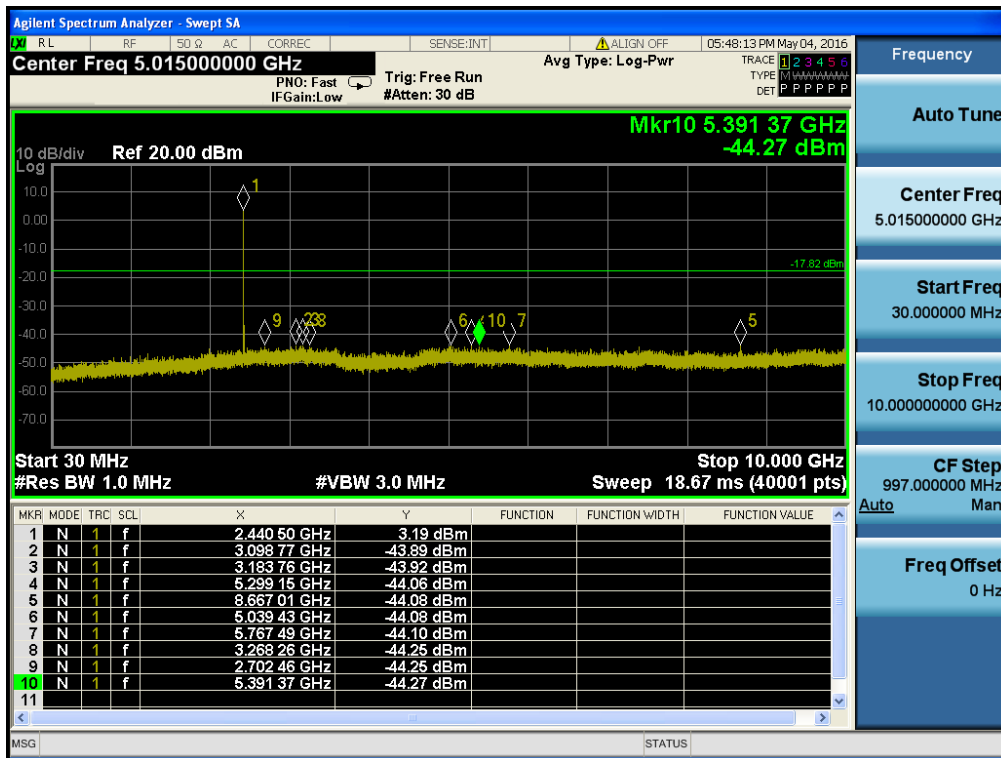 Agilent Spectrum Analyzer - Swept SA
LXI RL RF 50 Ω AC CORREC SENSE:INT ALIGN OFF 05:48:13 PM May 04, 2016
Center Freq 5.015000000 GHz
PNO: Fast
IFGain:Low
Trig: Free Run
#Atten: 30 dB
Avg Type: Log-Pwr
TRACE 1 2 3 4 5 6
TYPE M
DET P P P P P P
Mkr10 5.391 37 GHz
-44.27 dBm
10 dB/div Ref 20.00 dBm
Log
10.0
0.00
-10.0
-20.0
-30.0
-40.0
-50.0
-60.0
-70.0
1
-17.82 dBm
9 2 3 8 6 10 7 5
Start 30 MHz Stop 10.000 GHz
#Res BW 1.0 MHz #VBW 3.0 MHz Sweep 18.67 ms (40001 pts)
MKR MODE TRC SCL X Y FUNCTION FUNCTION WIDTH FUNCTION VALUE
1 N 1 f 2.440 50 GHz 3.19 dBm
2 N 1 f 3.098 77 GHz -43.89 dBm
3 N 1 f 3.183 76 GHz -43.92 dBm
4 N 1 f 5.299 15 GHz -44.06 dBm
5 N 1 f 8.667 01 GHz -44.08 dBm
6 N 1 f 5.039 43 GHz -44.08 dBm
7 N 1 f 5.767 49 GHz -44.10 dBm
8 N 1 f 3.268 26 GHz -44.25 dBm
9 N 1 f 2.702 46 GHz -44.25 dBm
10 N 1 f 5.391 37 GHz -44.27 dBm
11
MSG STATUS
Frequency
Auto Tune
Center Freq
5.015000000 GHz
Start Freq
30.000000 MHz
Stop Freq
10.000000000 GHz
CF Step
997.000000 MHz
Auto Man
Freq Offset
0 Hz